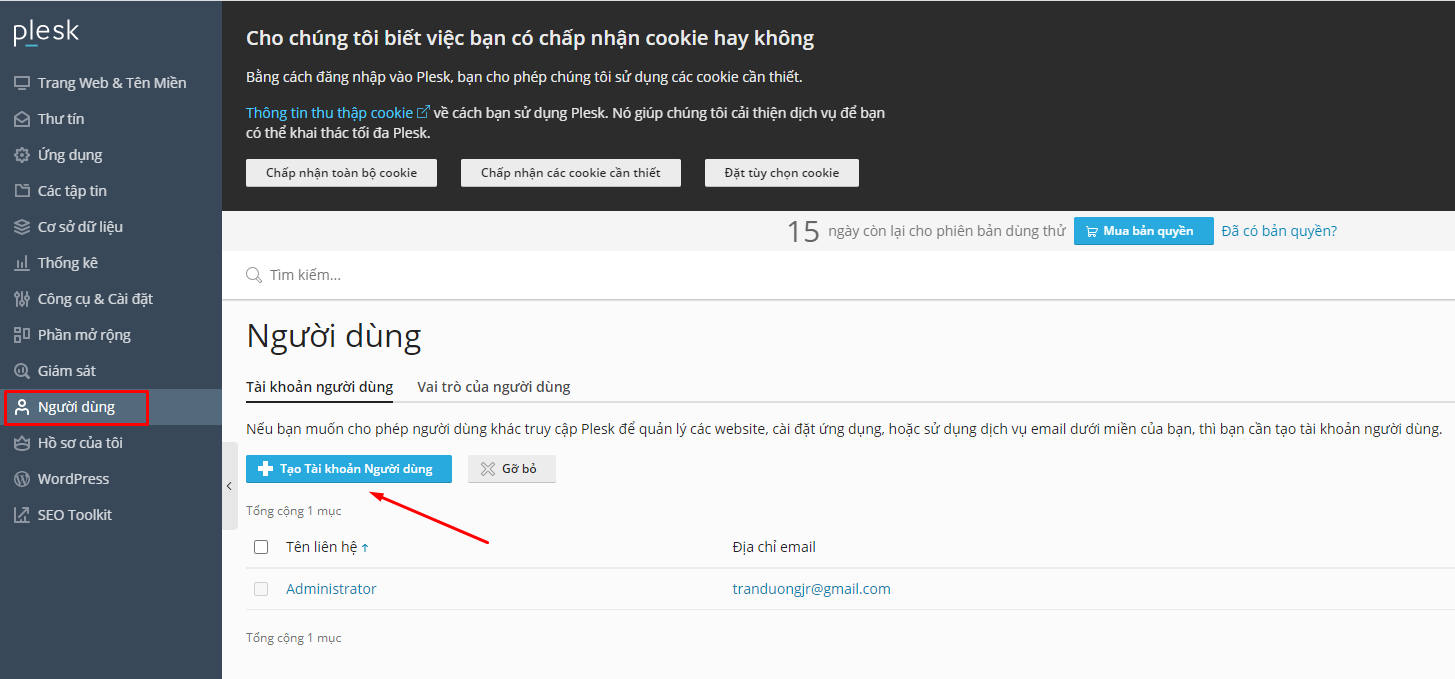 plesk
Trang Web & Tên Miền
Thư tín
Ứng dụng
Các tập tin
Cơ sở dữ liệu
Thống kê
Công cụ & Cài đặt
Phần mở rộng
Giám sát
Người dùng
Hồ sơ của tôi
WordPress
SEO Toolkit
Cho chúng tôi biết việc bạn có chấp nhận cookie hay không
Bằng cách đăng nhập vào Plesk, bạn cho phép chúng tôi sử dụng các cookie cần thiết.
Thông tin thu thập cookie về cách bạn sử dụng Plesk. Nó giúp chúng tôi cải thiện dịch vụ để bạn
có thể khai thác tối đa Plesk.
Chấp nhận toàn bộ cookie Chấp nhận các cookie cần thiết Đặt tùy chọn cookie
15 ngày còn lại cho phiên bản dùng thử Mua bản quyền Đã có bản quyền?
Tìm kiếm...
Người dùng
Tài khoản người dùng Vai trò của người dùng
Nếu bạn muốn cho phép người dùng khác truy cập Plesk để quản lý các website, cài đặt ứng dụng, hoặc sử dụng dịch vụ email dưới miền của bạn, thì bạn cần tạo tài khoản người dùng.
Tạo Tài khoản Người dùng Gỡ bỏ
Tổng cộng 1 mục
Tên liên hệ ↑ Địa chỉ email
Administrator tranduongjr@gmail.com
Tổng cộng 1 mục